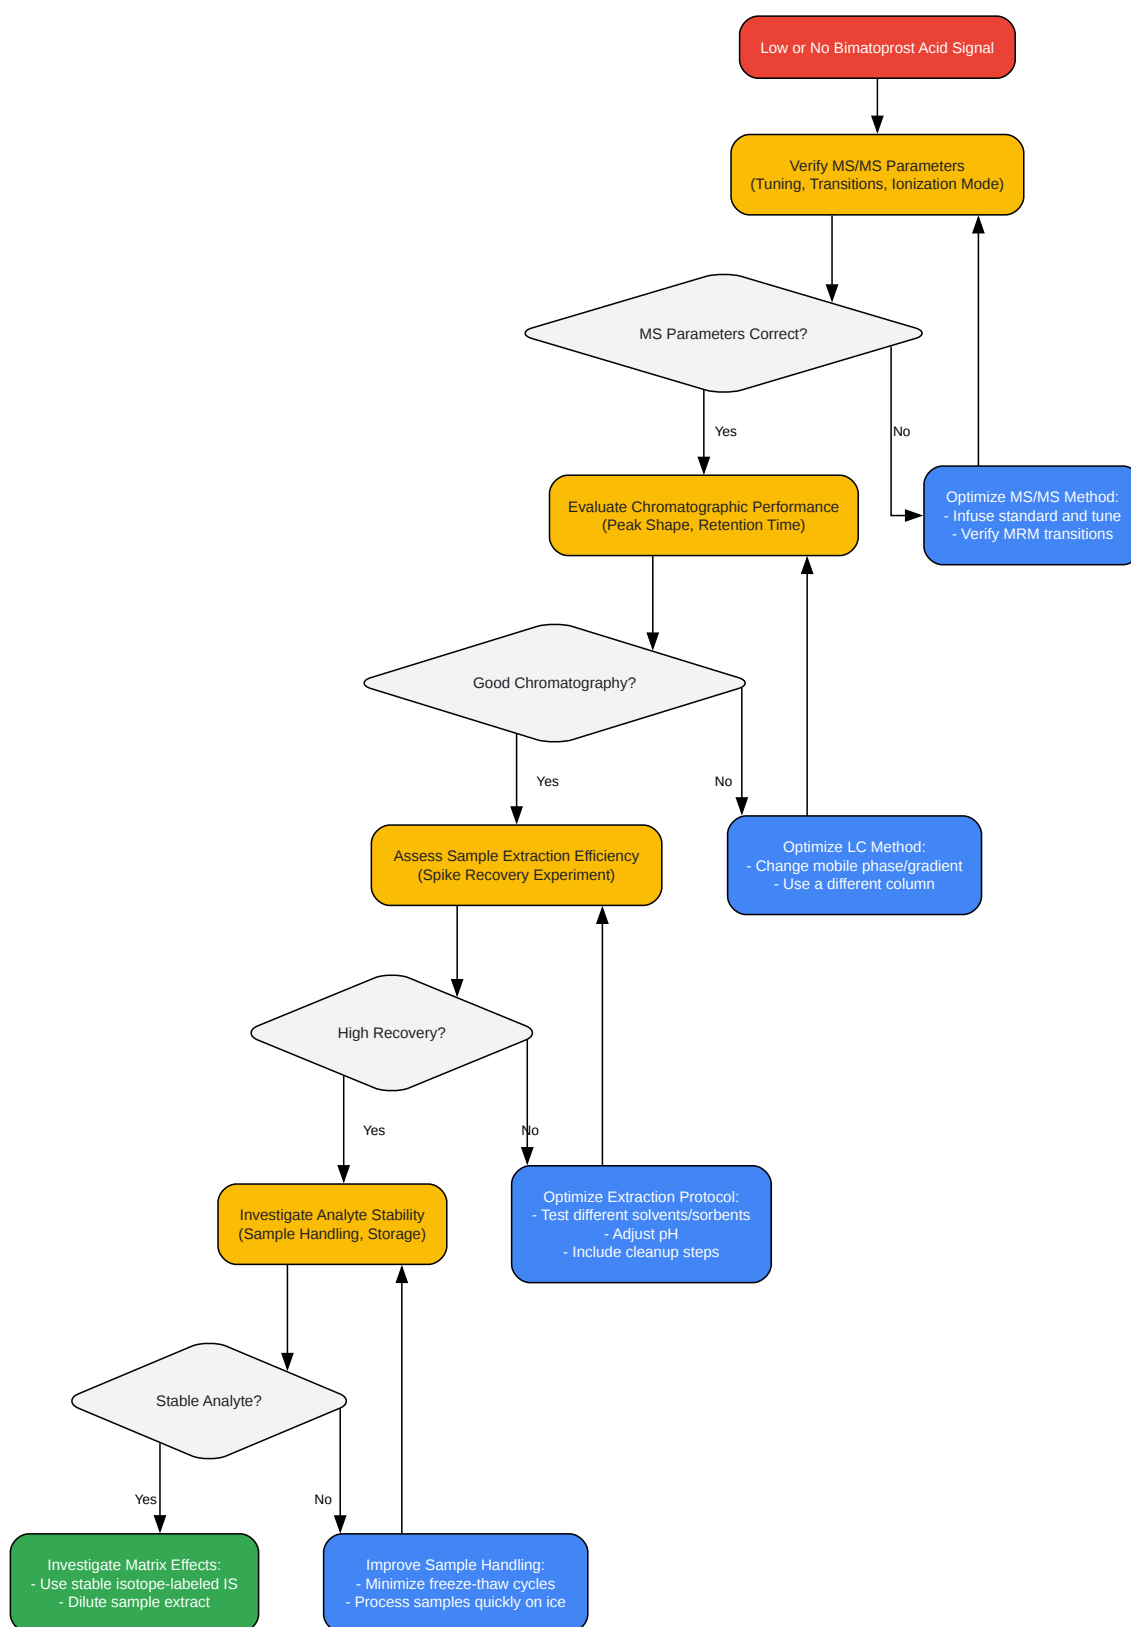 Low or No Bimatoprost Acid Signal
Verify MS/MS Parameters
(Tuning, Transitions, Ionization Mode)
MS Parameters Correct?
Yes
No
Evaluate Chromatographic Performance
(Peak Shape, Retention Time)
Optimize MS/MS Method:
- Infuse standard and tune
- Verify MRM transitions
Good Chromatography?
Yes
No
Assess Sample Extraction Efficiency
(Spike Recovery Experiment)
Optimize LC Method:
- Change mobile phase/gradient
- Use a different column
High Recovery?
Yes
No
Investigate Analyte Stability
(Sample Handling, Storage)
Optimize Extraction Protocol:
- Test different solvents/sorbents
- Adjust pH
- Include cleanup steps
Stable Analyte?
Yes
No
Investigate Matrix Effects:
- Use stable isotope-labeled IS
- Dilute sample extract
Improve Sample Handling:
- Minimize freeze-thaw cycles
- Process samples quickly on ice